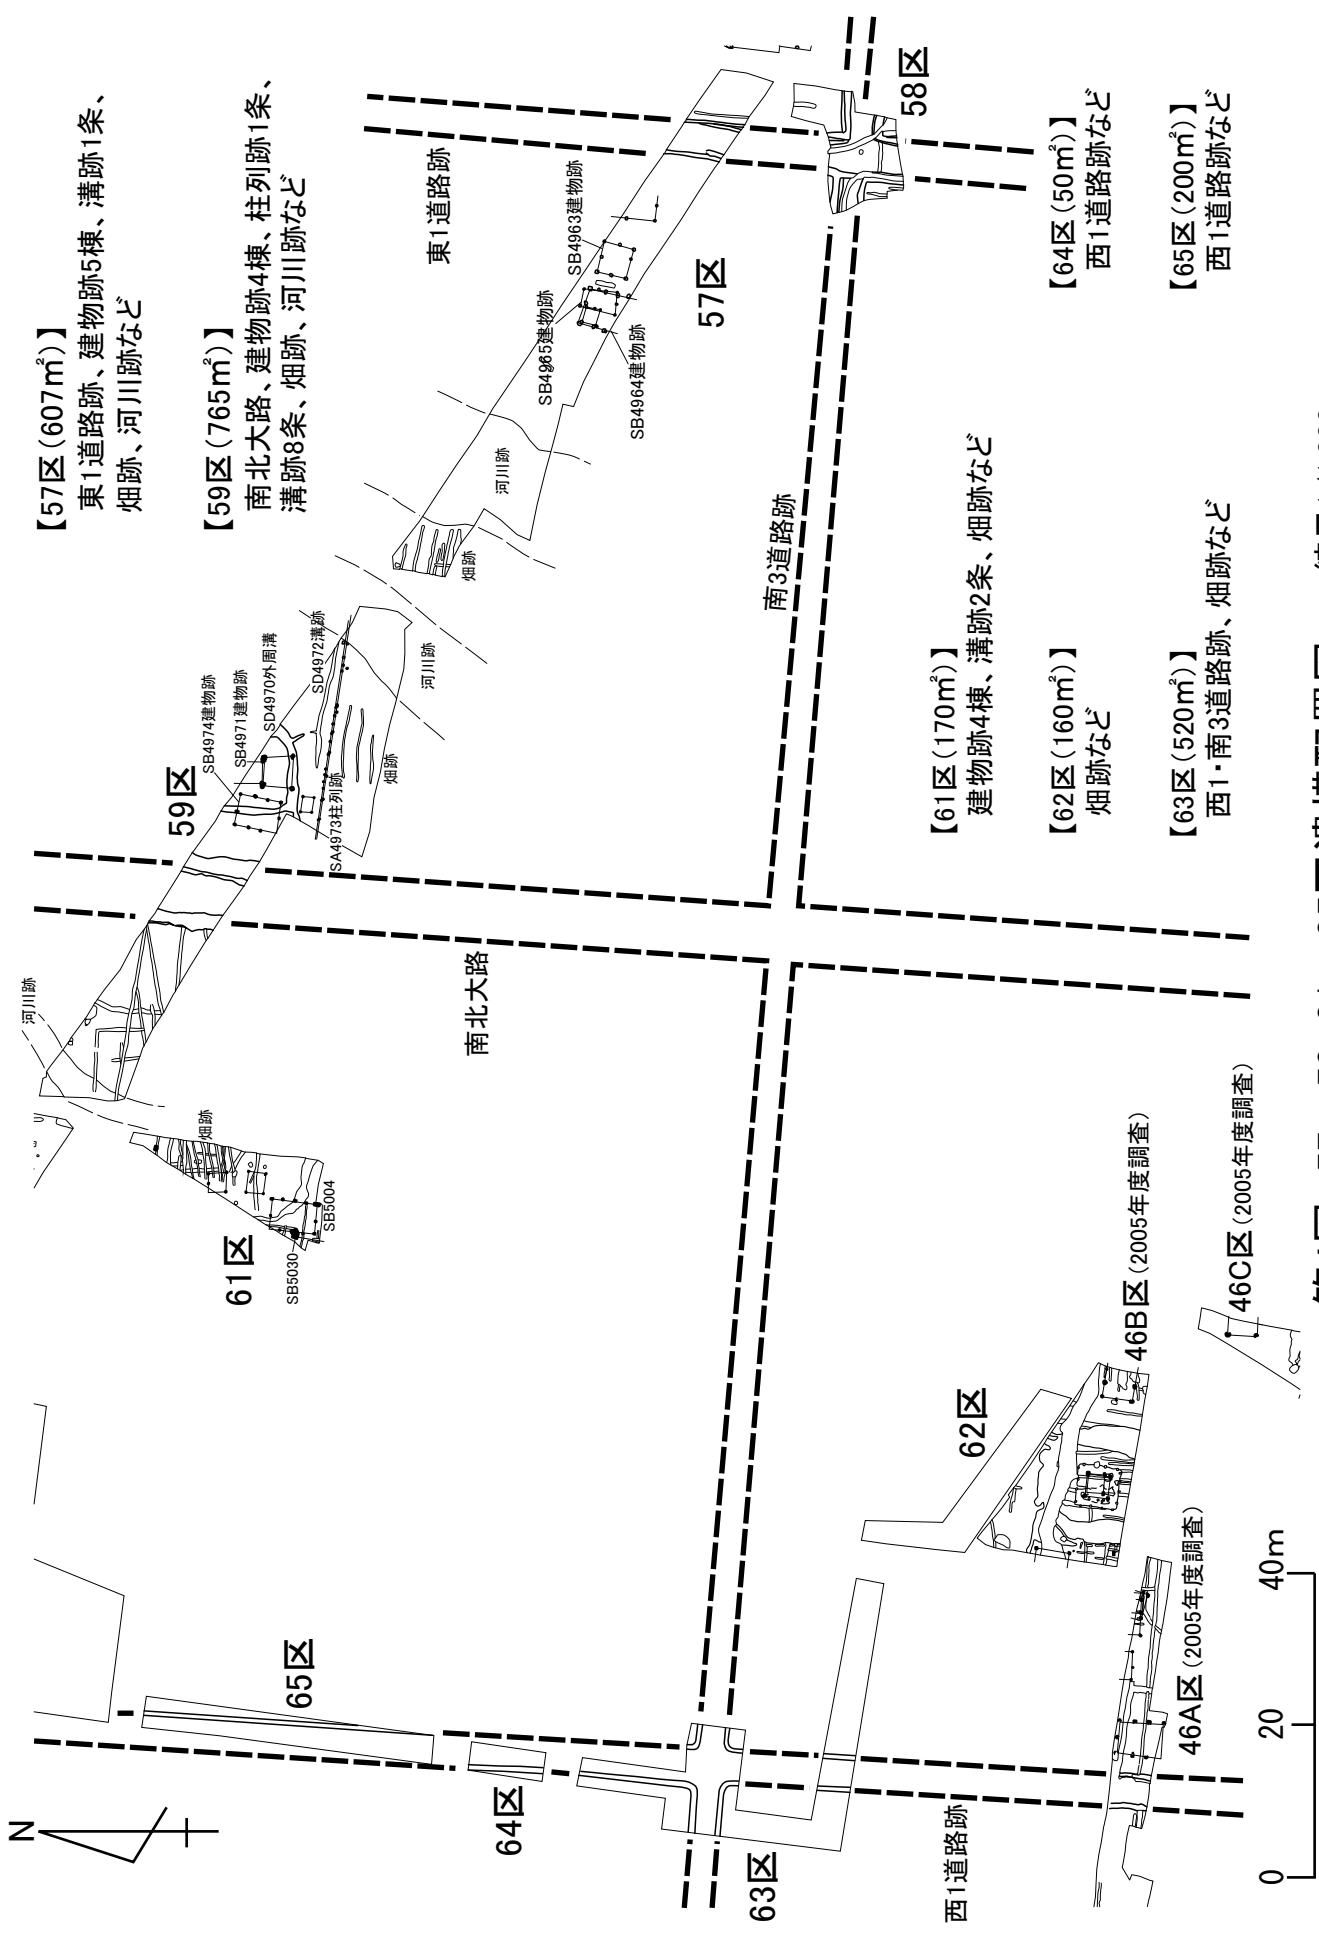 【57区(607㎡)】
東1道路跡、建物跡5棟、溝跡1条、
畑跡、河川跡など
【59区(765㎡)】
南北大路、建物跡4棟、柱列跡1条、
溝跡8条、畑跡、河川跡など
東1道路跡
58区
SB4963建物跡
SB4965建物跡
SB4964建物跡
57区
河川跡
畑跡
SD4972溝跡
SD4970外周溝
SB4971建物跡
SB4974建物跡
59区
SA4973柱列跡
畑跡
河川跡
南3道路跡
南北大路
河川跡
畑跡
61区
SB5030
SB5004
【61区(170㎡)】
建物跡4棟、溝跡2条、畑跡など
【62区(160㎡)】
畑跡など
【63区(520㎡)】
西1・南3道路跡、畑跡など
【64区(50㎡)】
西1道路跡など
【65区(200㎡)】
西1道路跡など
65区
64区
63区
62区
46B区(2005年度調査)
46C区(2005年度調査)
46A区(2005年度調査)
西1道路跡
N
0
20
40m